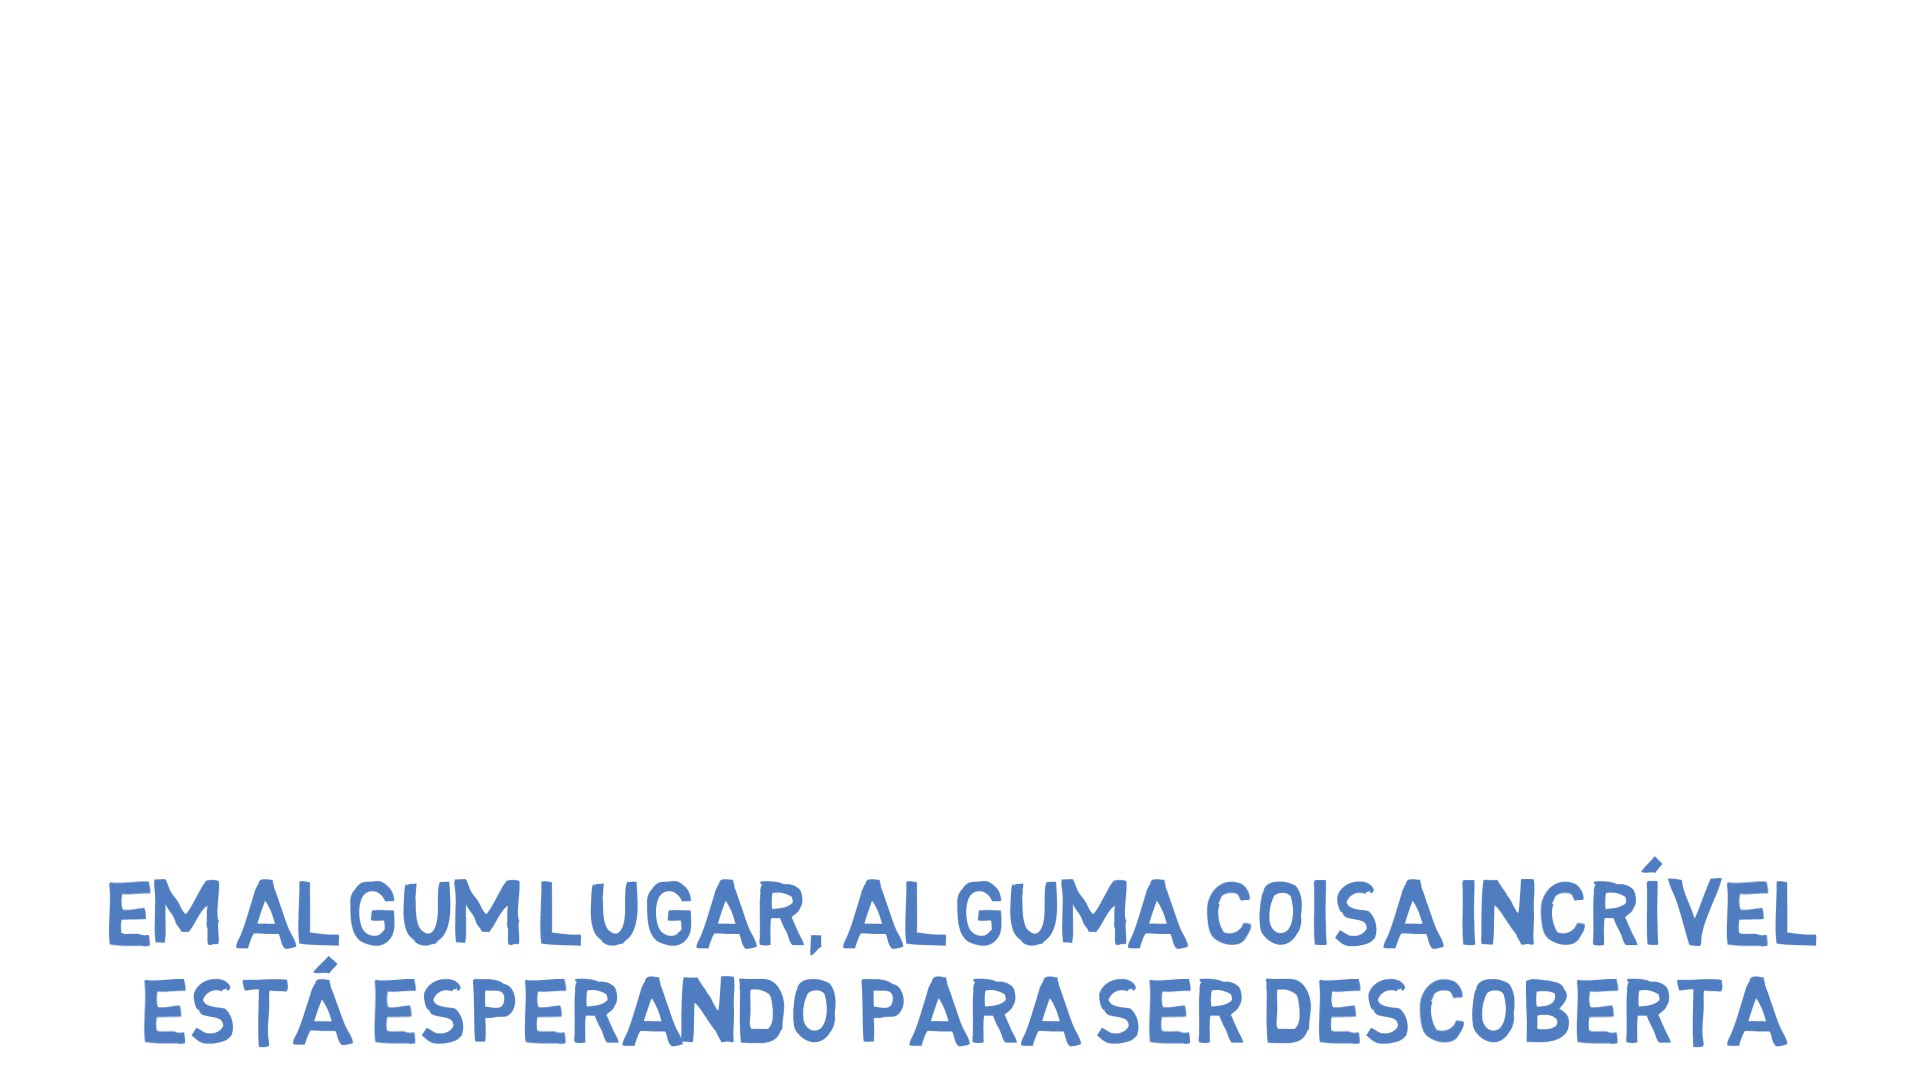 EM ALGUM LUGAR, ALGUMA COISA INCRÍVEL
ESTÁ ESPERANDO PARA SER DESCOBERTA